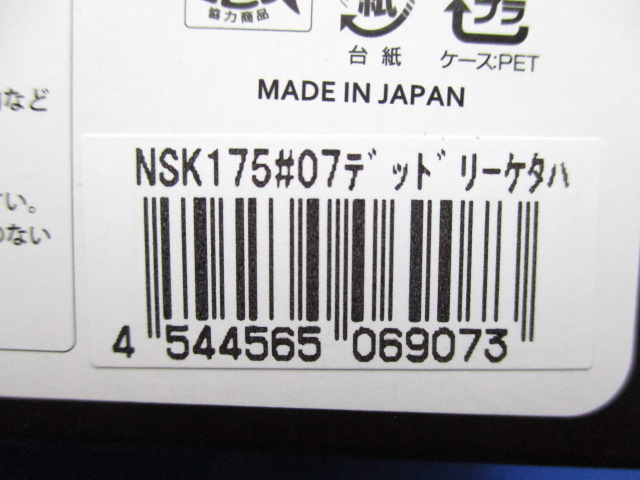 協力商品
紙
プラ
台紙
ケース:PET
MADE IN JAPAN
など
い。
ない
NSK175#07ﾃﾞｯﾄﾞﾘｰｹﾀﾊ
4 544565 069073